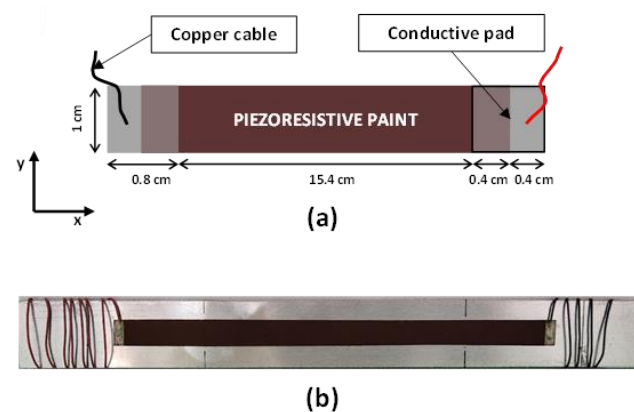 Copper cable
Conductive pad
1 cm
PIEZORESISTIVE PAINT
y
x
0.8 cm
15.4 cm
0.4 cm
0.4 cm
(a)
(b)